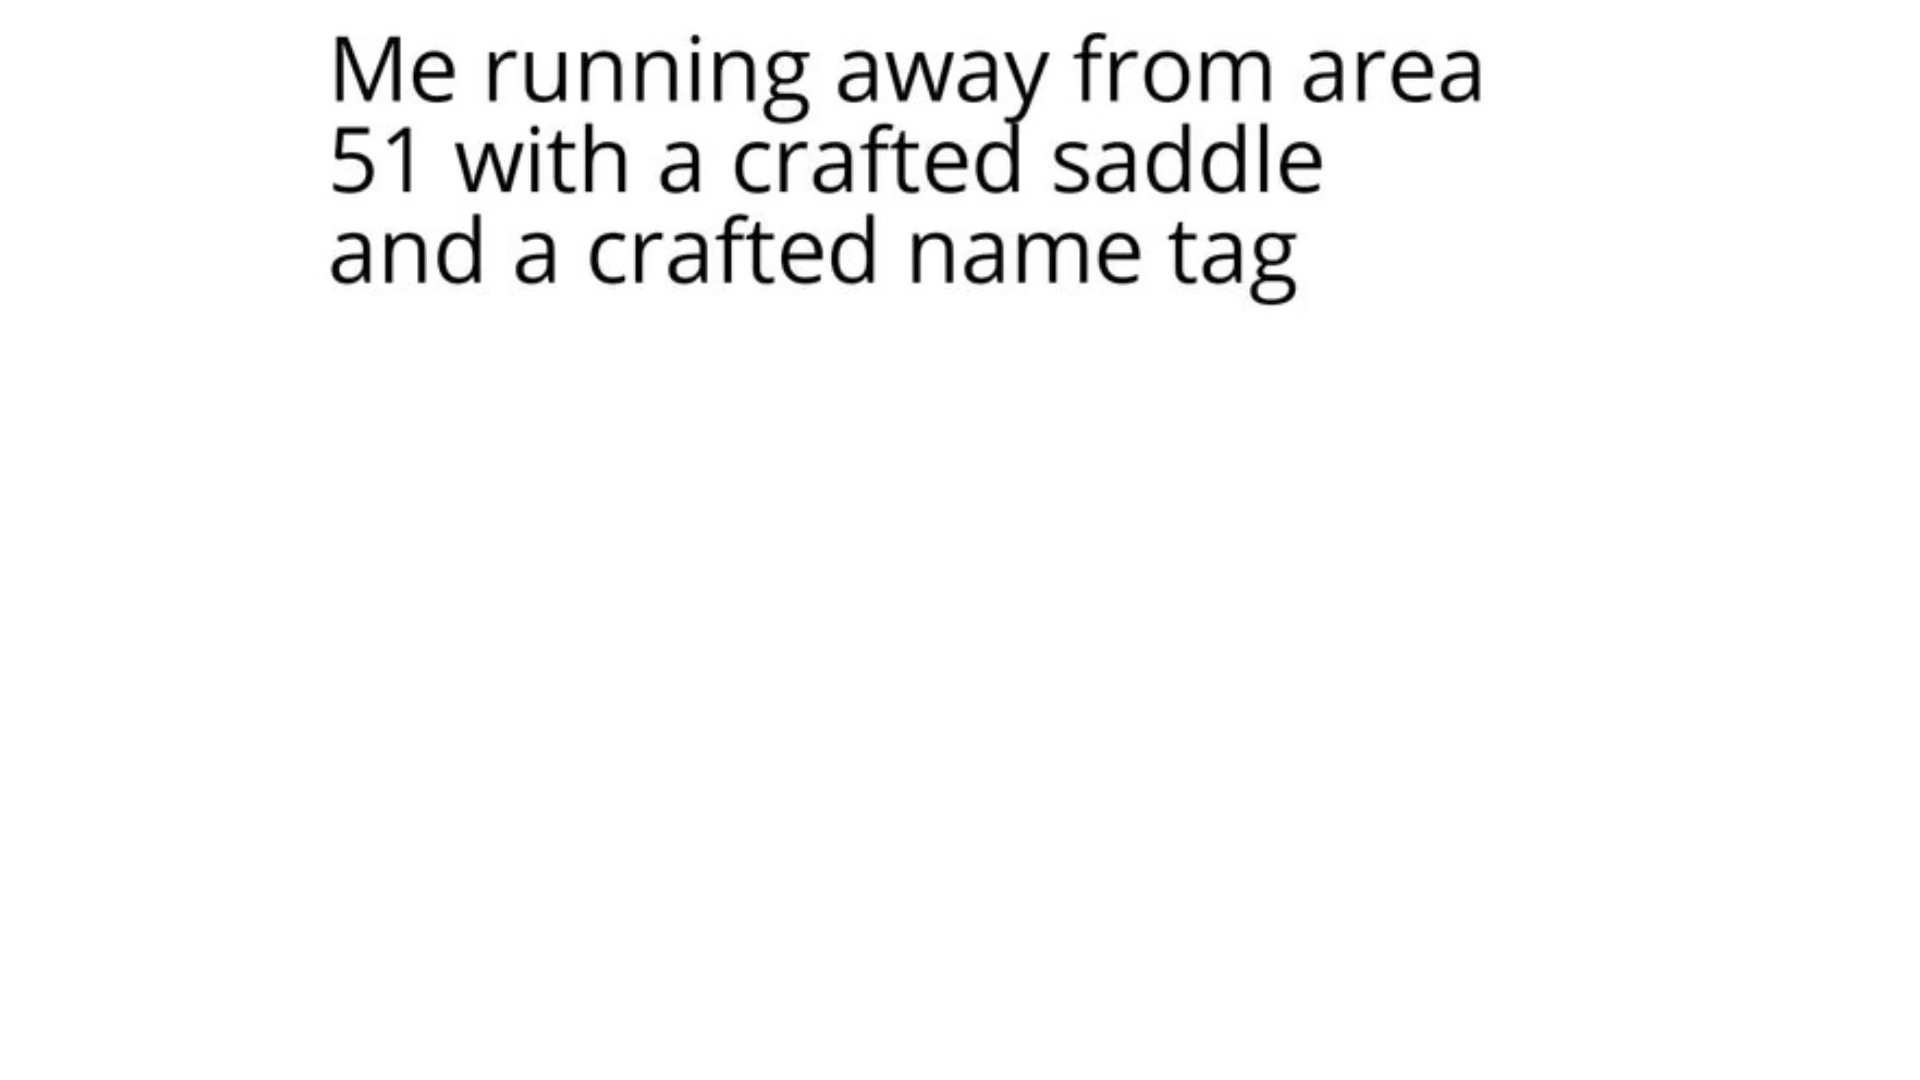 Me running away from area
51 with a crafted saddle
and a crafted name tag